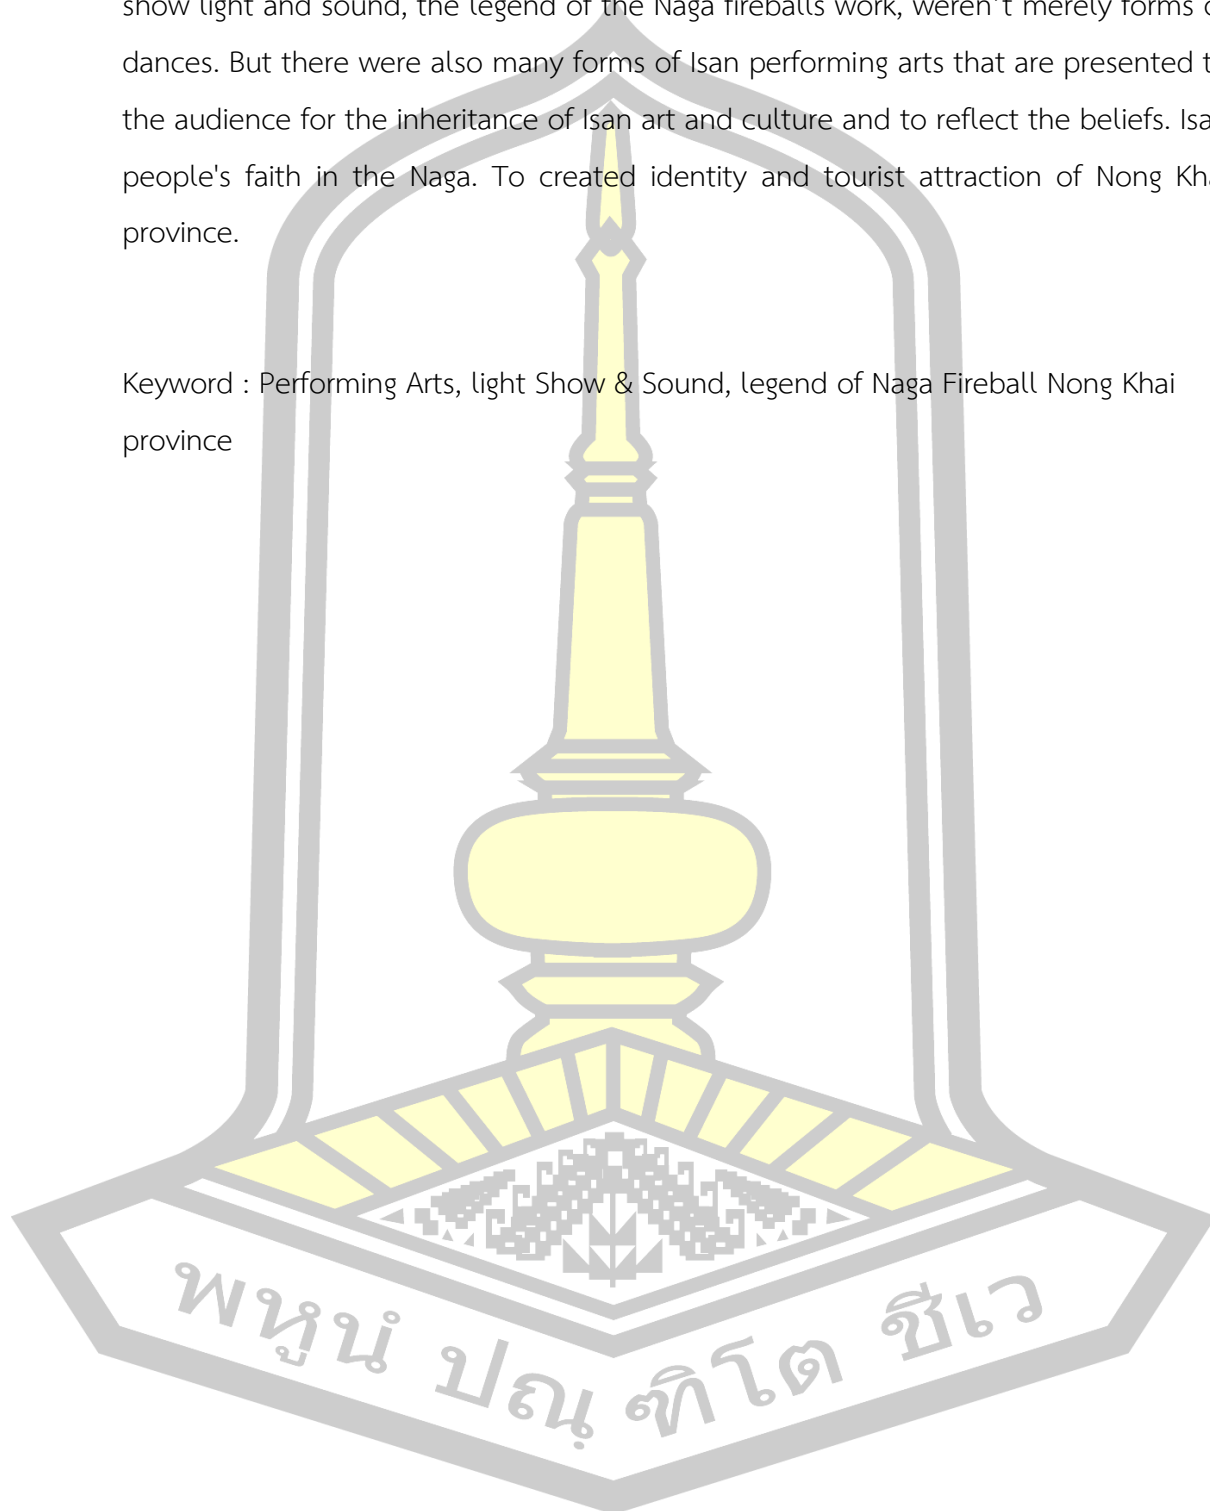 show light and sound, the legend of the Naga fireballs work, weren't merely forms
dances. But there were also many forms of Isan performing arts that are presented
the audience for the inheritance of Isan art and culture and to reflect the beliefs.
people's faith in the Naga. To created identity and tourist attraction of Nong
province.
Keyword : Performing Arts, light Show & Sound, legend of Naga Fireball Nong Khai
province
พหูนํ ปณฺฑิโต ชีเว